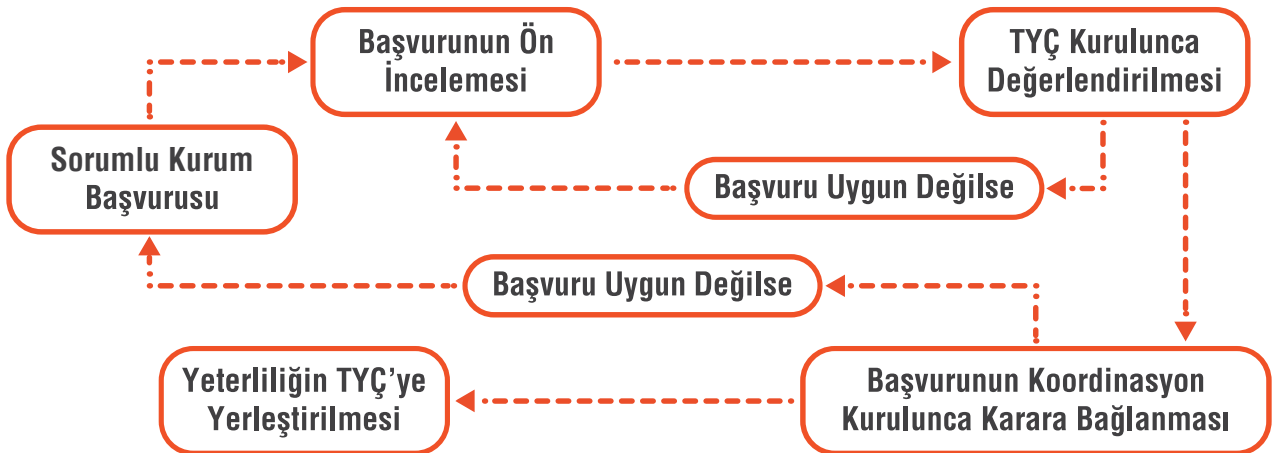 Başvurunun Ön
İncelemesi
TYÇ Kurulunca
Değerlendirilmesi
Sorumlu Kurum
Başvurusu
Başvuru Uygun Değilse
Başvuru Uygun Değilse
Yeterliliğin TYÇ’ye
Yerleştirilmesi
Başvurunun Koordinasyon
Kurulunca Karara Bağlanması